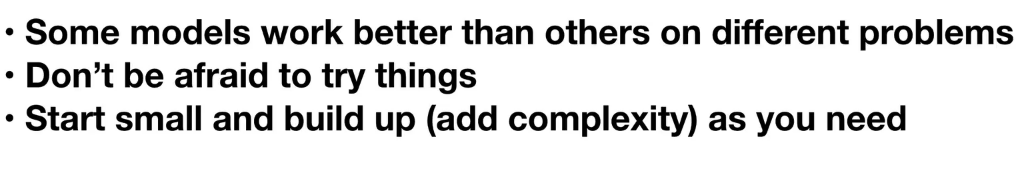 • Some models work better than others on different problems
• Don’t be afraid to try things
• Start small and build up (add complexity) as you need